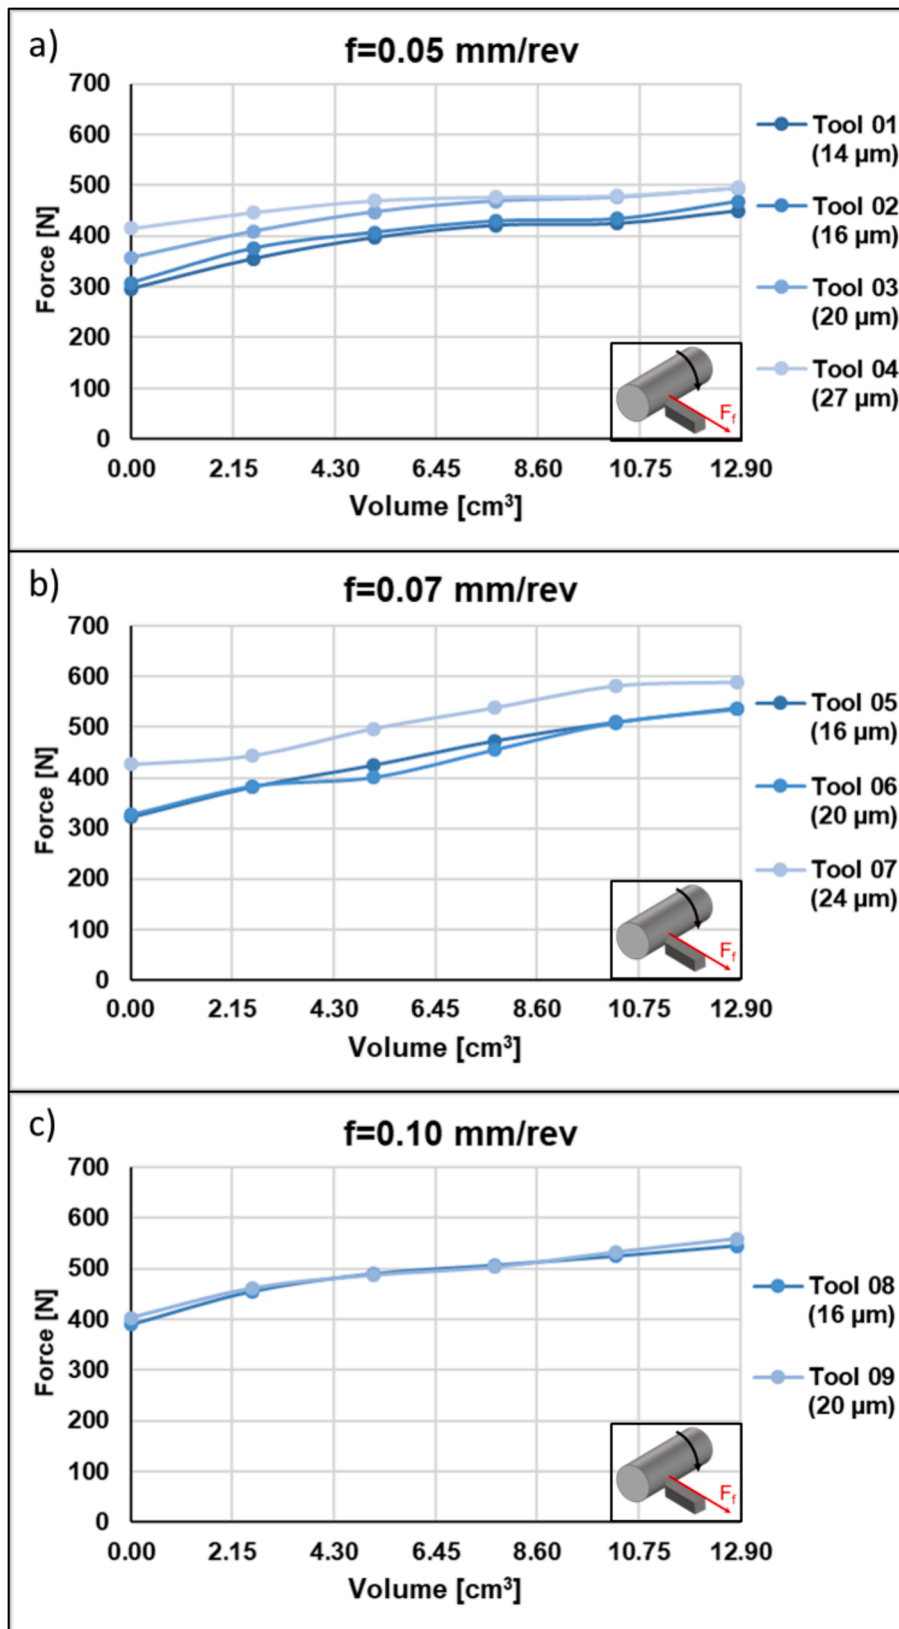 a)
f=0.05 mm/rev
700
600
500
400
300
200
100
0
Force [N]
0.00 2.15 4.30 6.45 8.60 10.75 12.90
Volume [cm³]
Tool 01
(14 µm)
Tool 02
(16 µm)
Tool 03
(20 µm)
Tool 04
(27 µm)
Ff
b)
f=0.07 mm/rev
700
600
500
400
300
200
100
0
Force [N]
0.00 2.15 4.30 6.45 8.60 10.75 12.90
Volume [cm³]
Tool 05
(16 µm)
Tool 06
(20 µm)
Tool 07
(24 µm)
Ff
c)
f=0.10 mm/rev
700
600
500
400
300
200
100
0
Force [N]
0.00 2.15 4.30 6.45 8.60 10.75 12.90
Volume [cm³]
Tool 08
(16 µm)
Tool 09
(20 µm)
Ff